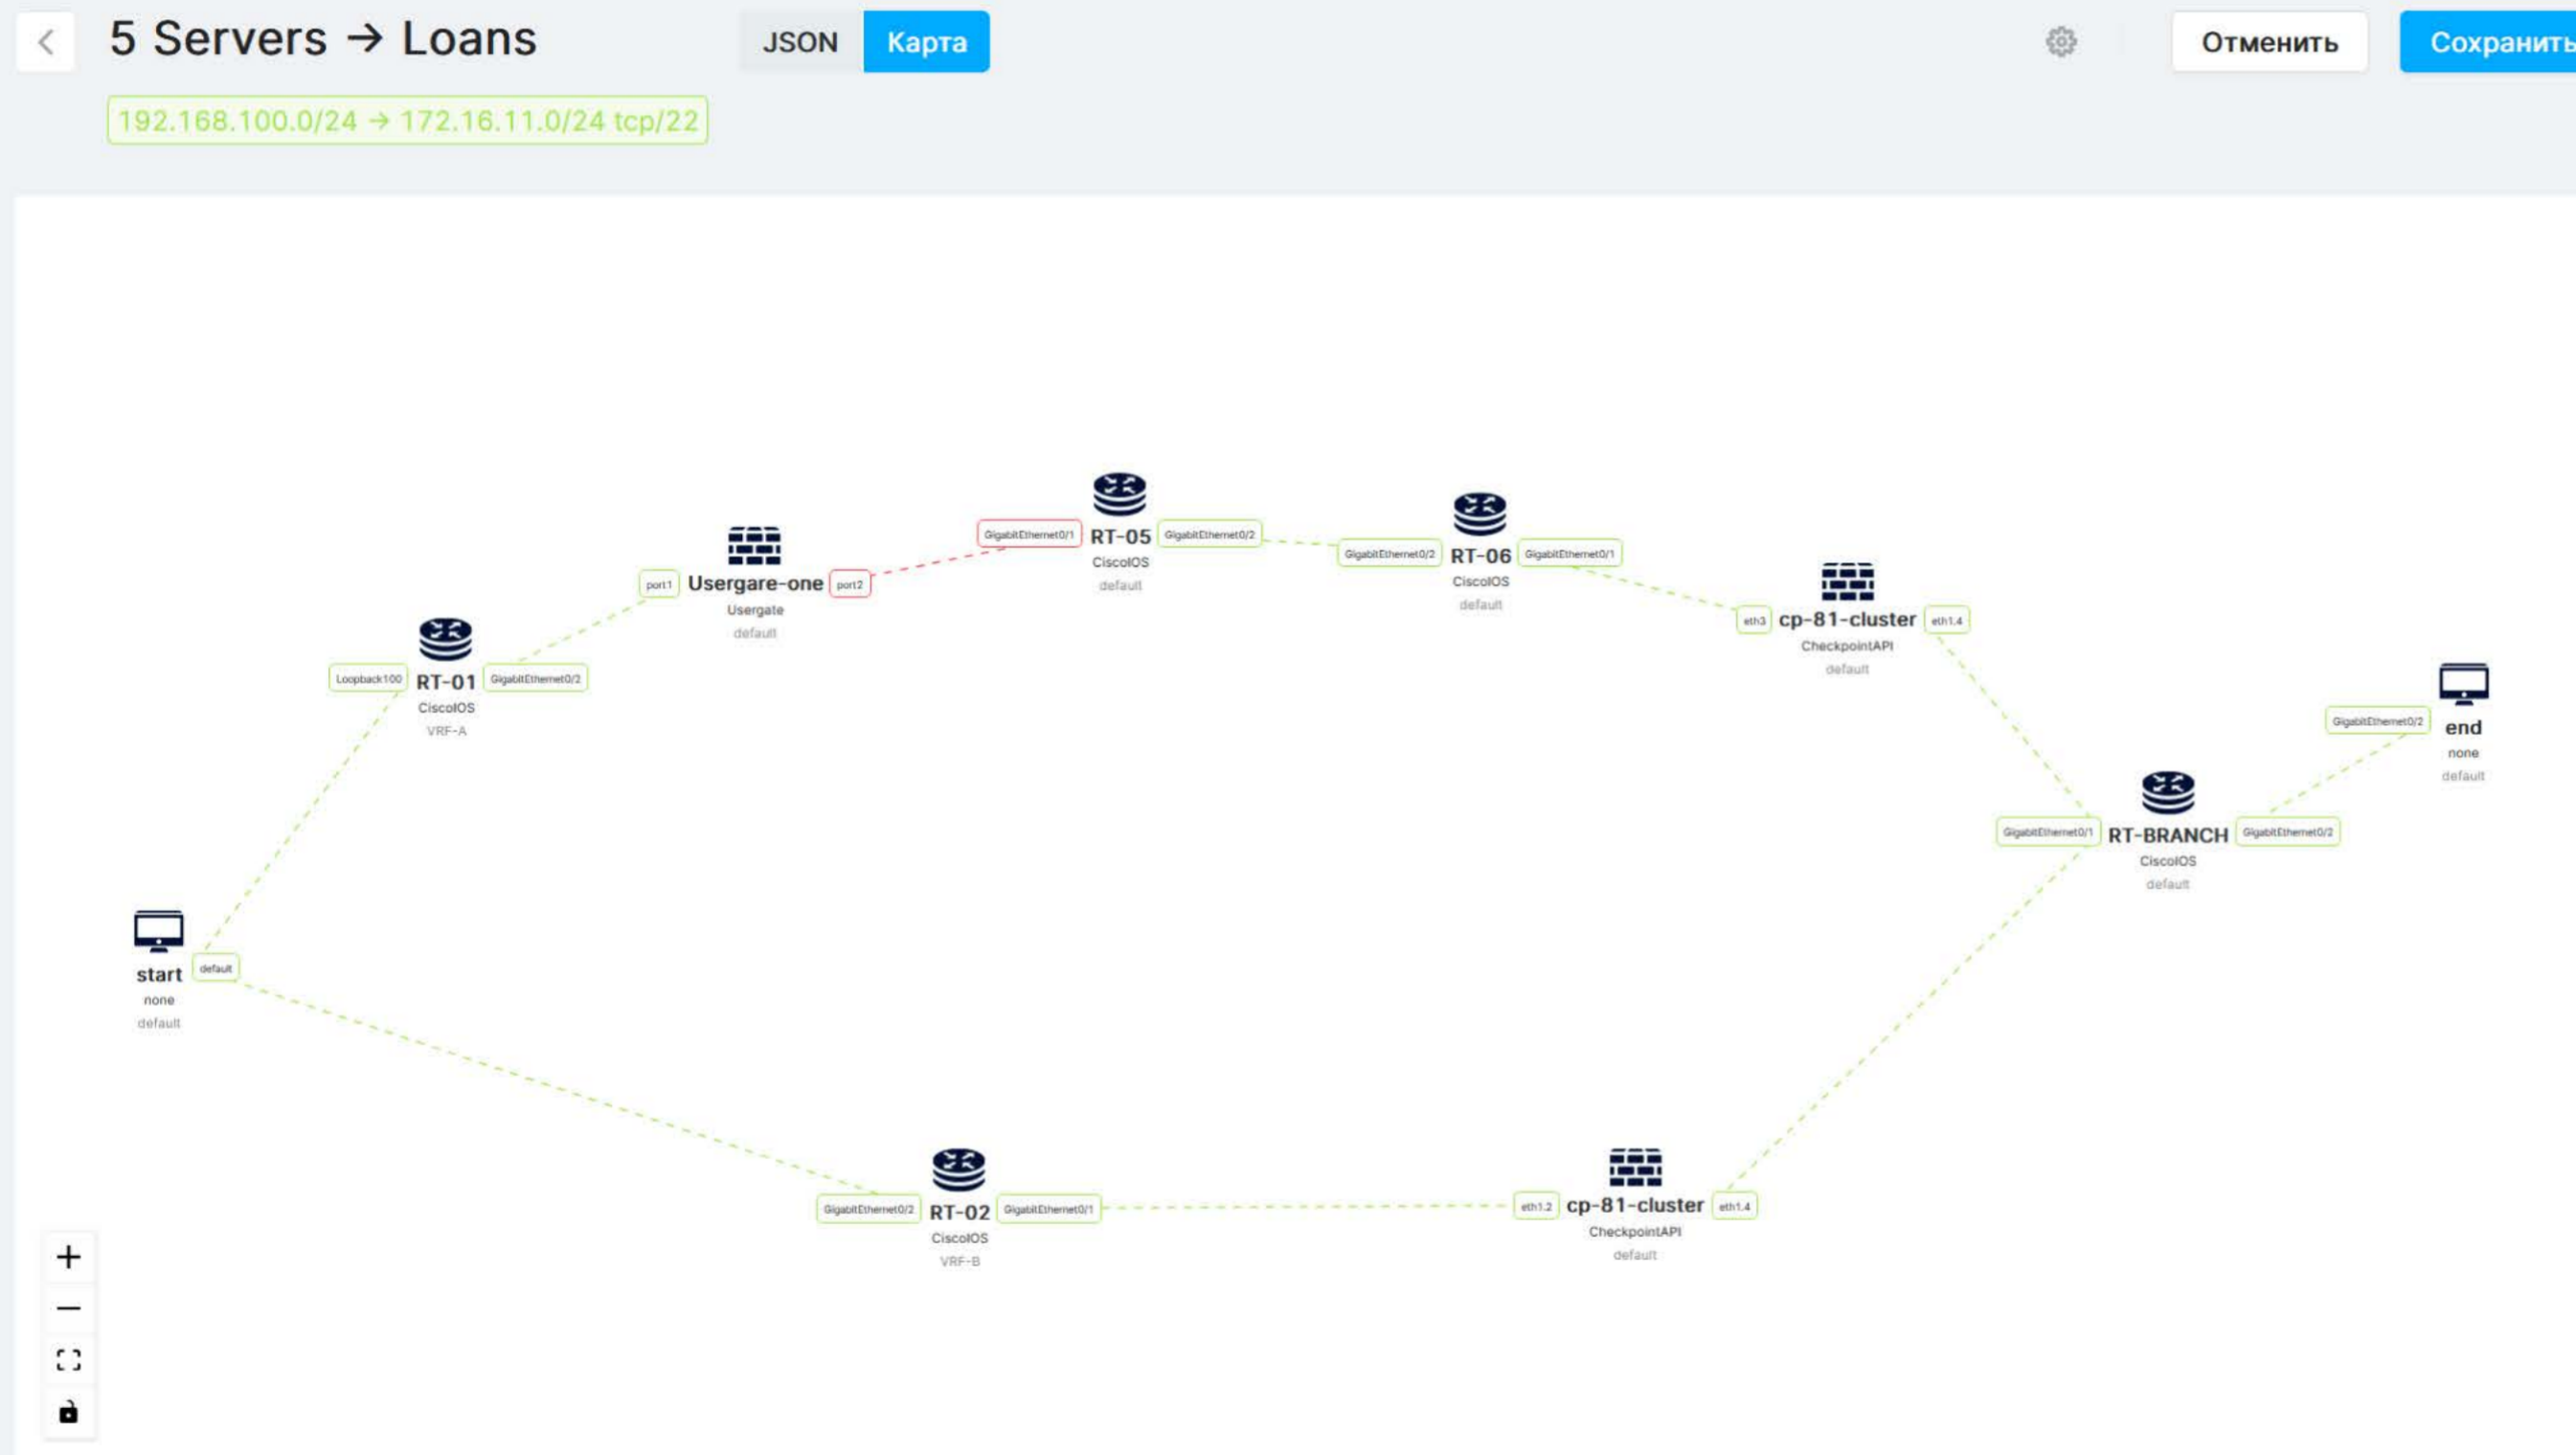 5 Servers → Loans
JSON
Карта
Отменить
Сохранить
192.168.100.0/24 → 172.16.11.0/24 tcp/22
GigabitEthernet0/1
RT-05
GigabitEthernet0/2
CiscoIOS
default
GigabitEthernet0/2
RT-06
GigabitEthernet0/1
CiscoIOS
default
port1
Usergare-one
port2
Usergate
default
eth3
cp-81-cluster
eth1.4
CheckpointAPI
default
Loopback100
RT-01
GigabitEthernet0/2
CiscoIOS
VRF-A
GigabitEthernet0/2
end
none
default
GigabitEthernet0/1
RT-BRANCH
GigabitEthernet0/2
CiscoIOS
default
start
default
none
default
GigabitEthernet0/2
RT-02
GigabitEthernet0/1
CiscoIOS
VRF-B
eth1.2
cp-81-cluster
eth1.4
CheckpointAPI
default